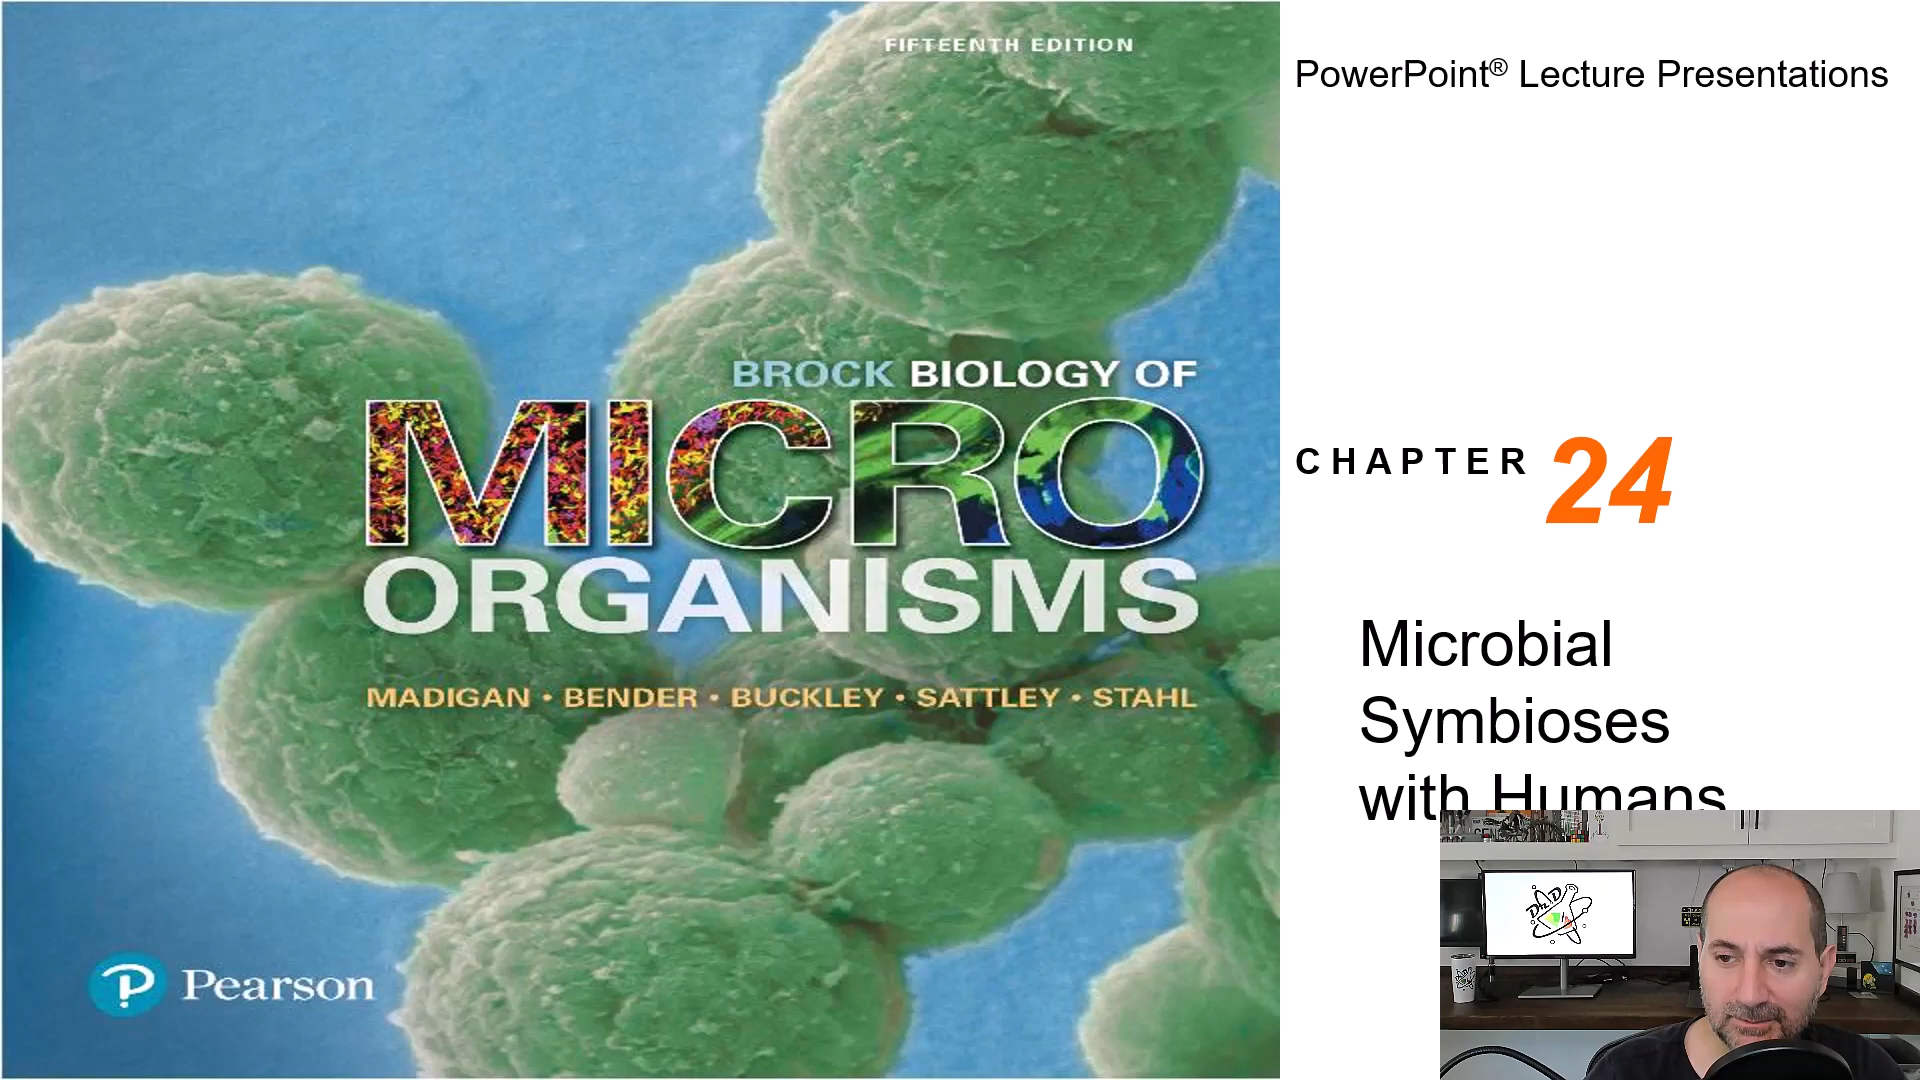 FIFTEENTH EDITION
BROCK BIOLOGY OF
MICRO
ORGANISMS
MADIGAN • BENDER • BUCKLEY • SATTLEY • STAHL
Pearson
PowerPoint® Lecture Presentations
CHAPTER 24
Microbial
Symbioses
with Humans